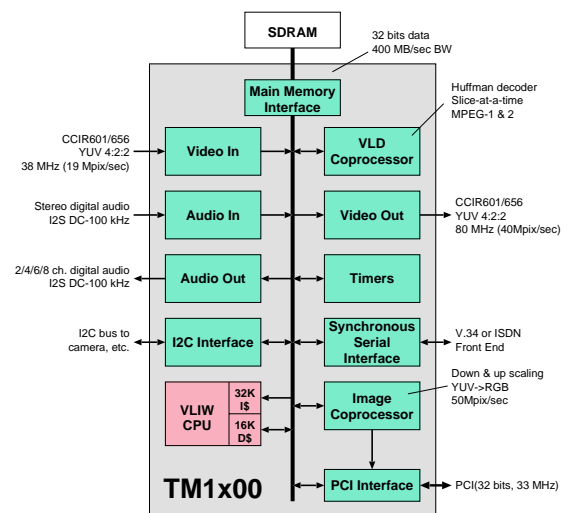 SDRAM
32 bits data
400 MB/sec BW
Main Memory
Interface
Huffman decoder
Slice-at-a-time
MPEG-1 & 2
CCIR601/656
YUV 4:2:2
38 MHz (19 Mpix/sec)
Video In
VLD
Coprocessor
Stereo digital audio
I2S DC-100 kHz
Audio In
Video Out
CCIR601/656
YUV 4:2:2
80 MHz (40Mpix/sec)
2/4/6/8 ch. digital audio
I2S DC-100 kHz
Audio Out
Timers
I2C bus to
camera, etc.
I2C Interface
Synchronous
Serial
Interface
V.34 or ISDN
Front End
Down & up scaling
YUV->RGB
50Mpix/sec
VLIW
CPU
32K
I$
16K
D$
Image
Coprocessor
TM1x00
PCI Interface
PCI(32 bits, 33 MHz)